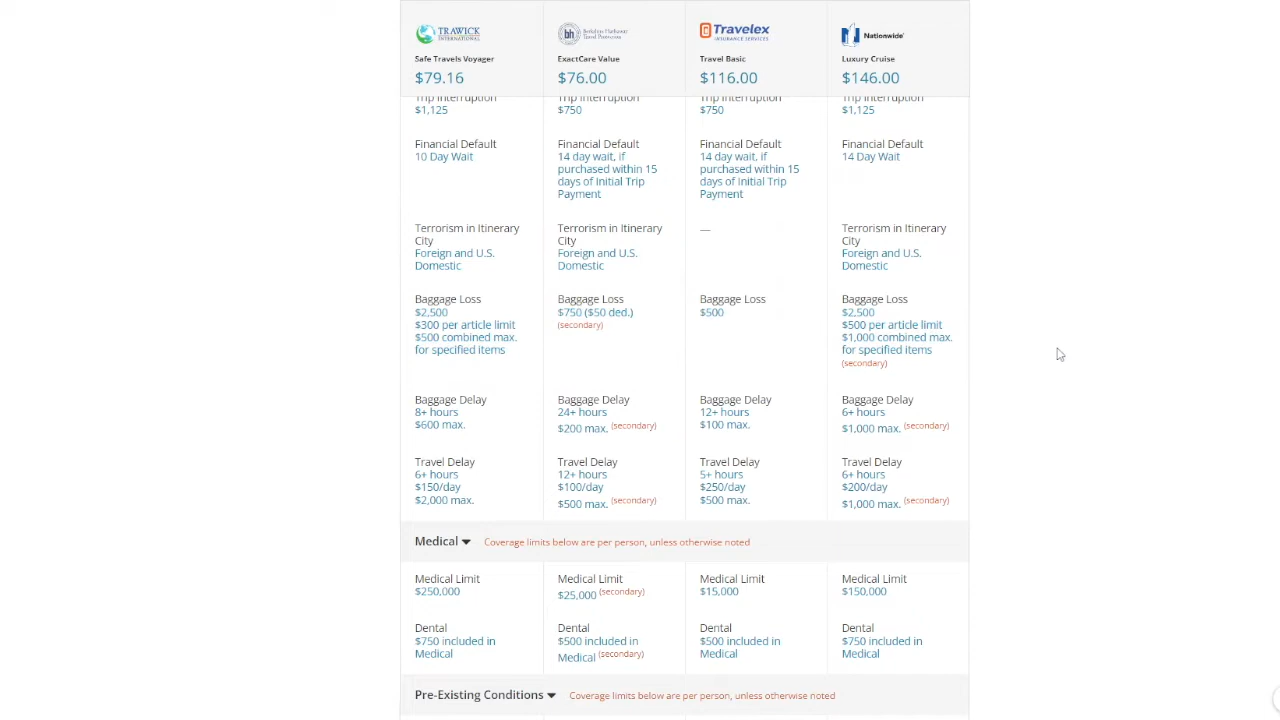 TRAWICK
INTERNATIONAL
Safe Travels Voyager
$79.16
bh Berkshire Hathaway
Travel Protection
ExactCare Value
$76.00
Travelex
INSURANCE SERVICES
Travel Basic
$116.00
Nationwide
Luxury Cruise
$146.00
Trip Interruption
$1,125
Trip Interruption
$750
Trip Interruption
$750
Trip Interruption
$1,125
Financial Default
10 Day Wait
Financial Default
14 day wait, if
purchased within 15
days of Initial Trip
Payment
Financial Default
14 day wait, if
purchased within 15
days of Initial Trip
Payment
Financial Default
14 Day Wait
Terrorism in Itinerary
City
Foreign and U.S.
Domestic
Terrorism in Itinerary
City
Foreign and U.S.
Domestic
—
Terrorism in Itinerary
City
Foreign and U.S.
Domestic
Baggage Loss
$2,500
$300 per article limit
$500 combined max.
for specified items
Baggage Loss
$750 ($50 ded.)
(secondary)
Baggage Loss
$500
Baggage Loss
$2,500
$500 per article limit
$1,000 combined max.
for specified items
(secondary)
Baggage Delay
8+ hours
$600 max.
Baggage Delay
24+ hours
$200 max. (secondary)
Baggage Delay
12+ hours
$100 max.
Baggage Delay
6+ hours
$1,000 max. (secondary)
Travel Delay
6+ hours
$150/day
$2,000 max.
Travel Delay
12+ hours
$100/day
$500 max. (secondary)
Travel Delay
5+ hours
$250/day
$500 max.
Travel Delay
6+ hours
$200/day
$1,000 max. (secondary)
Medical Coverage limits below are per person, unless otherwise noted
Medical Limit
$250,000
Medical Limit
$25,000 (secondary)
Medical Limit
$15,000
Medical Limit
$150,000
Dental
$750 included in
Medical
Dental
$500 included in
Medical (secondary)
Dental
$500 included in
Medical
Dental
$750 included in
Medical
Pre-Existing Conditions Coverage limits below are per person, unless otherwise noted